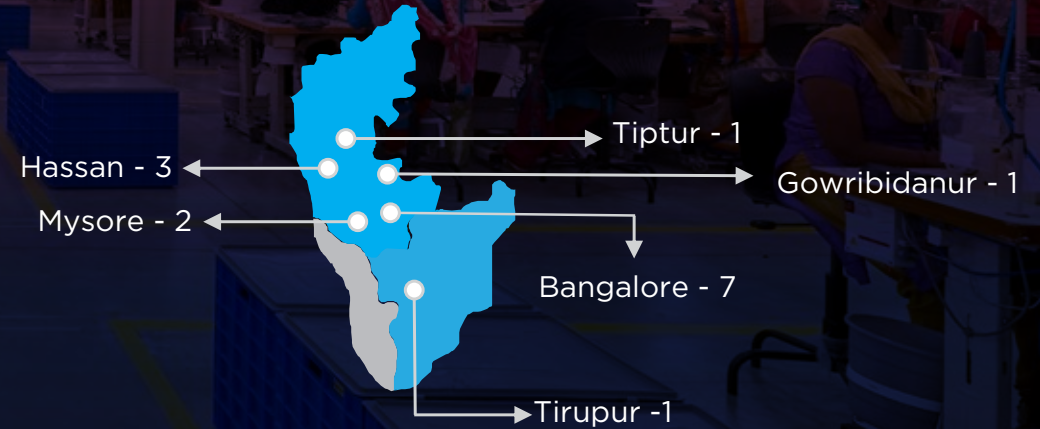 Tiptur - 1
Hassan - 3
Gowribidanur - 1
Mysore - 2
Bangalore - 7
Tirupur -1